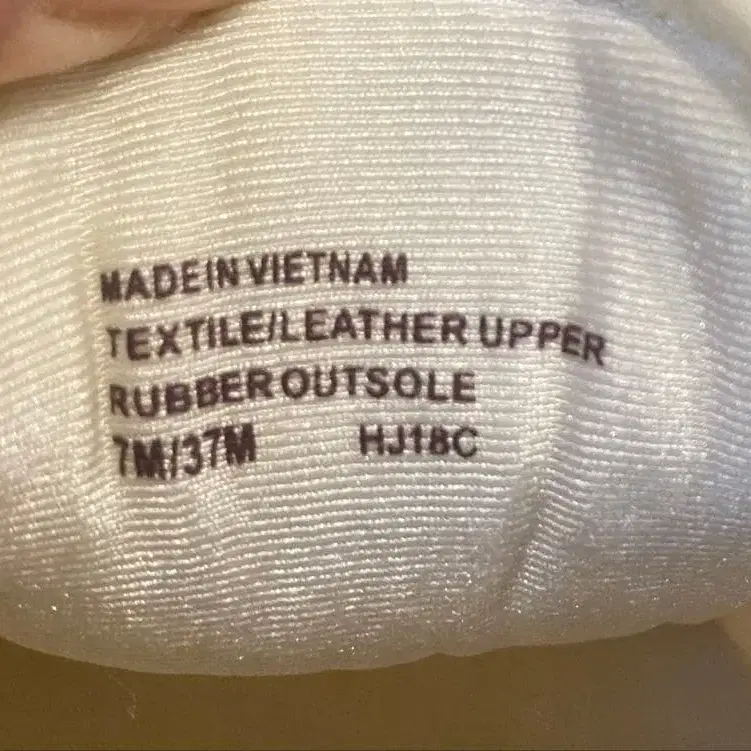 MADE IN VIETNAM
TEXTILE/LEATHER UPPER
RUBBER OUTSOLE
7M/37M HJ18C